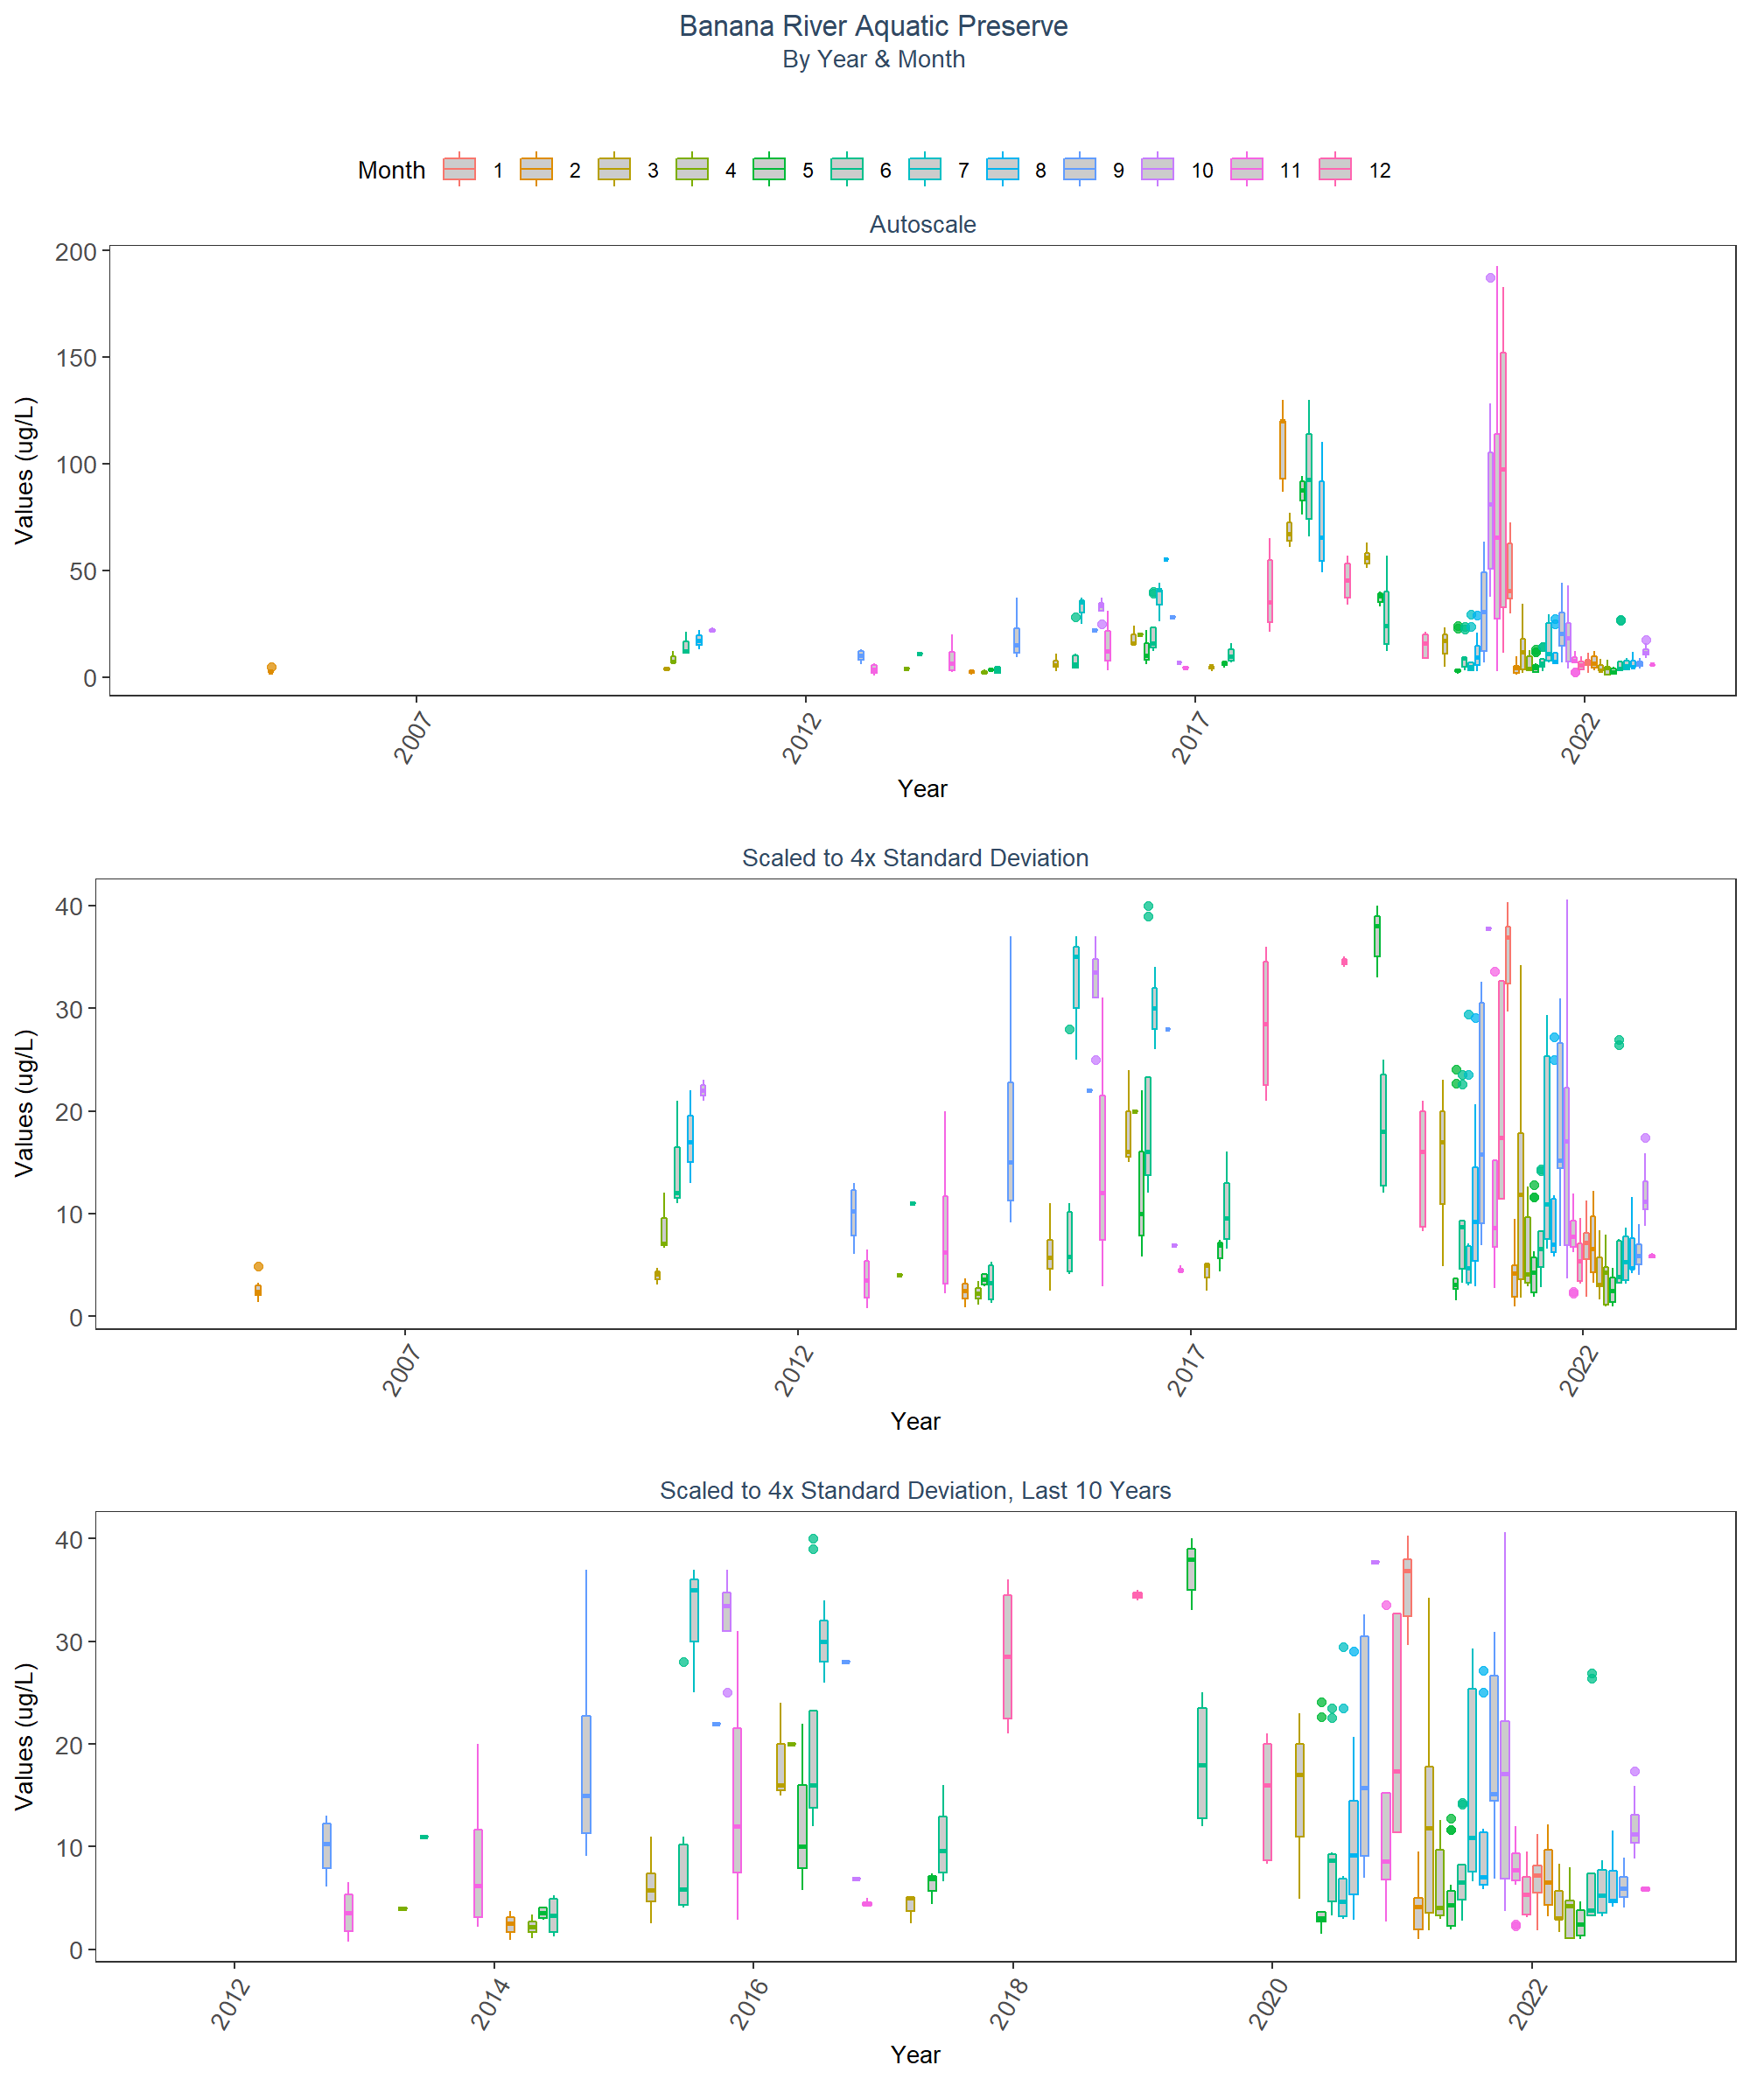 Banana River Aquatic Preserve
By Year & Month
Month 1 2 3 4 5 6 7 8 9 10 11 12
Autoscale
200
150
100
50
0
Values (ug/L)
2007 2012 2017 2022
Year
Scaled to 4x Standard Deviation
40
30
20
10
0
Values (ug/L)
2007 2012 2017 2022
Year
Scaled to 4x Standard Deviation, Last 10 Years
40
30
20
10
0
Values (ug/L)
2012 2014 2016 2018 2020 2022
Year